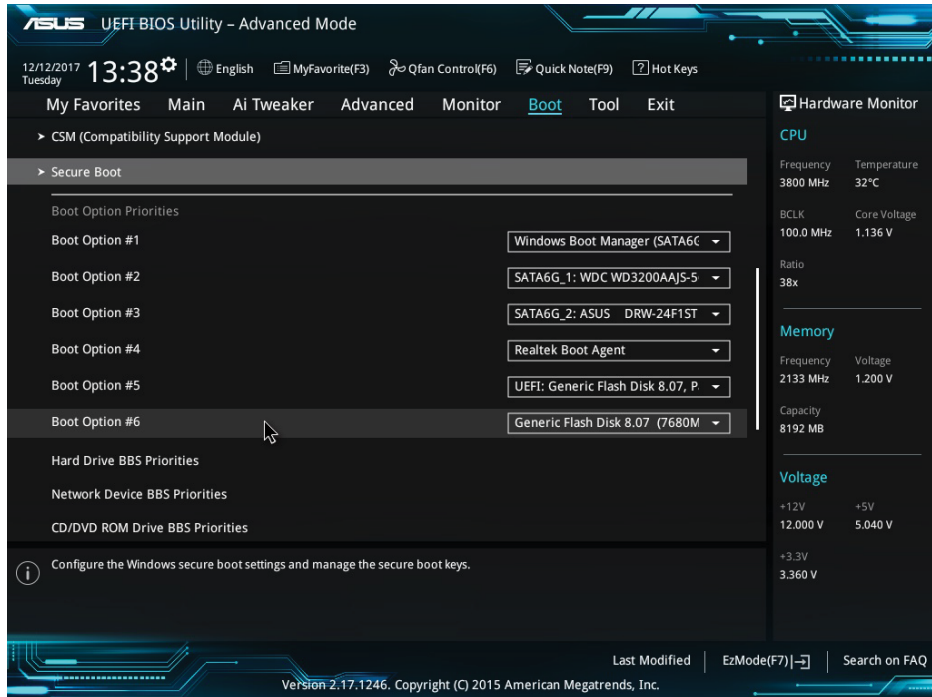 ASUS UEFI BIOS Utility – Advanced Mode
12/12/2017
Tuesday
13:38
English MyFavorite(F3) Qfan Control(F6) Quick Note(F9) ? Hot Keys
My Favorites Main Ai Tweaker Advanced Monitor Boot Tool Exit
Hardware Monitor
> CSM (Compatibility Support Module)
> Secure Boot
Boot Option Priorities
Boot Option #1 Windows Boot Manager (SATA6G
Boot Option #2 SATA6G_1: WDC WD3200AAJS-5
Boot Option #3 SATA6G_2: ASUS DRW-24F1ST
Boot Option #4 Realtek Boot Agent
Boot Option #5 UEFI: Generic Flash Disk 8.07, P
Boot Option #6 Generic Flash Disk 8.07 (7680M
Hard Drive BBS Priorities
Network Device BBS Priorities
CD/DVD ROM Drive BBS Priorities
Configure the Windows secure boot settings and manage the secure boot keys.
CPU
Frequency Temperature
3800 MHz 32°C
BCLK Core Voltage
100.0 MHz 1.136 V
Ratio
38x
Memory
Frequency Voltage
2133 MHz 1.200 V
Capacity
8192 MB
Voltage
+12V +5V
12.000 V 5.040 V
+3.3V
3.360 V
Last Modified EzMode(F7)| Search on FAQ
Version 2.17.1246. Copyright (C) 2015 American Megatrends, Inc.